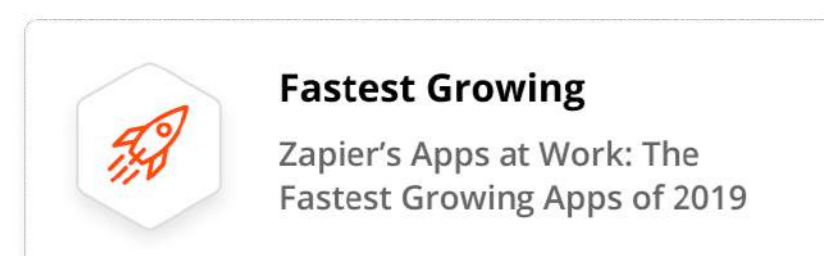 Fastest Growing
Zapier’s Apps at Work: The
Fastest Growing Apps of 2019